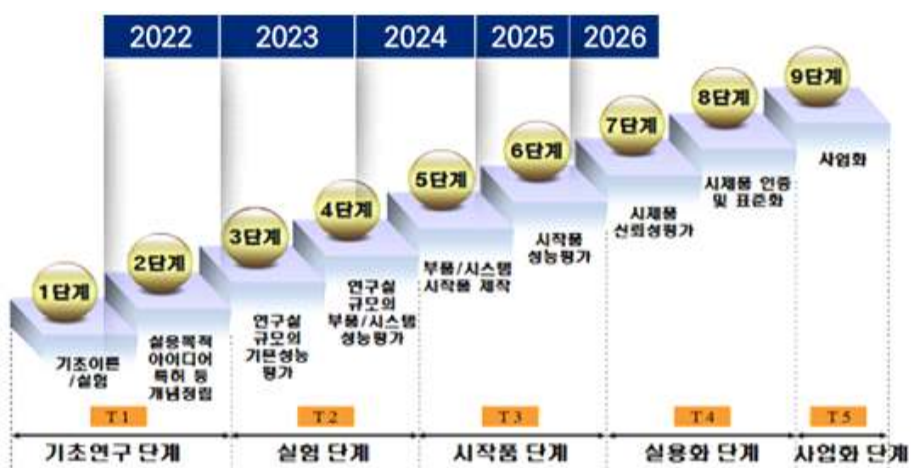 2022 2023 2024 2025 2026
1단계
기초이론
/실험
2단계
실용목적
아이디어
특허 등
개념정립
3단계
연구실
규모의
기본성능
평가
4단계
연구실
규모의
부품/시스템
성능평가
5단계
부품/시스템
시작품 제작
6단계
시작품
성능평가
7단계
시제품
신뢰성평가
8단계
시제품 인증
및 표준화
9단계
사업화
T 1 T 2 T 3 T 4 T 5
기초연구 단계 실험 단계 시작품 단계 실용화 단계 사업화 단계